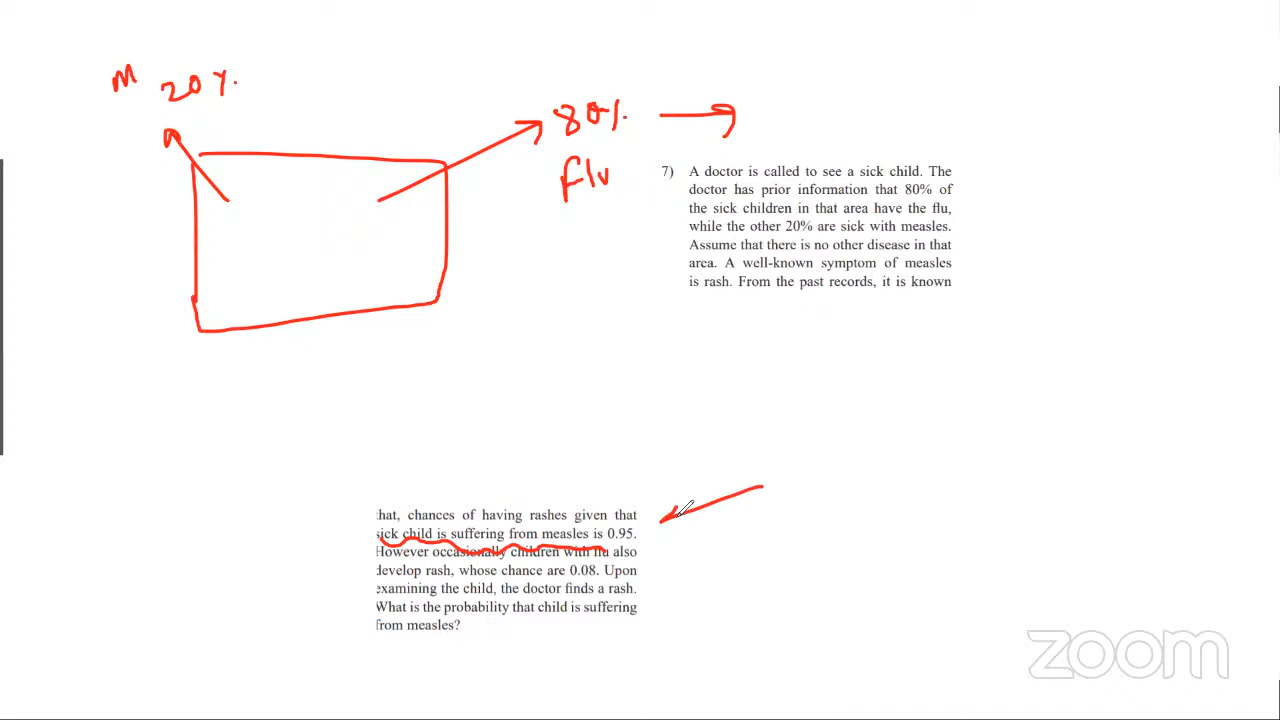 M 20%.
80%
flu
7) A doctor is called to see a sick child. The
doctor has prior information that 80% of
the sick children in that area have the flu,
while the other 20% are sick with measles.
Assume that there is no other disease in that
area. A well-known symptom of measles
is rash. From the past records, it is known
that, chances of having rashes given that
sick child is suffering from measles is 0.95.
However occasionally children with flu also
develop rash, whose chance are 0.08. Upon
examining the child, the doctor finds a rash.
What is the probability that child is suffering
from measles?
zoom